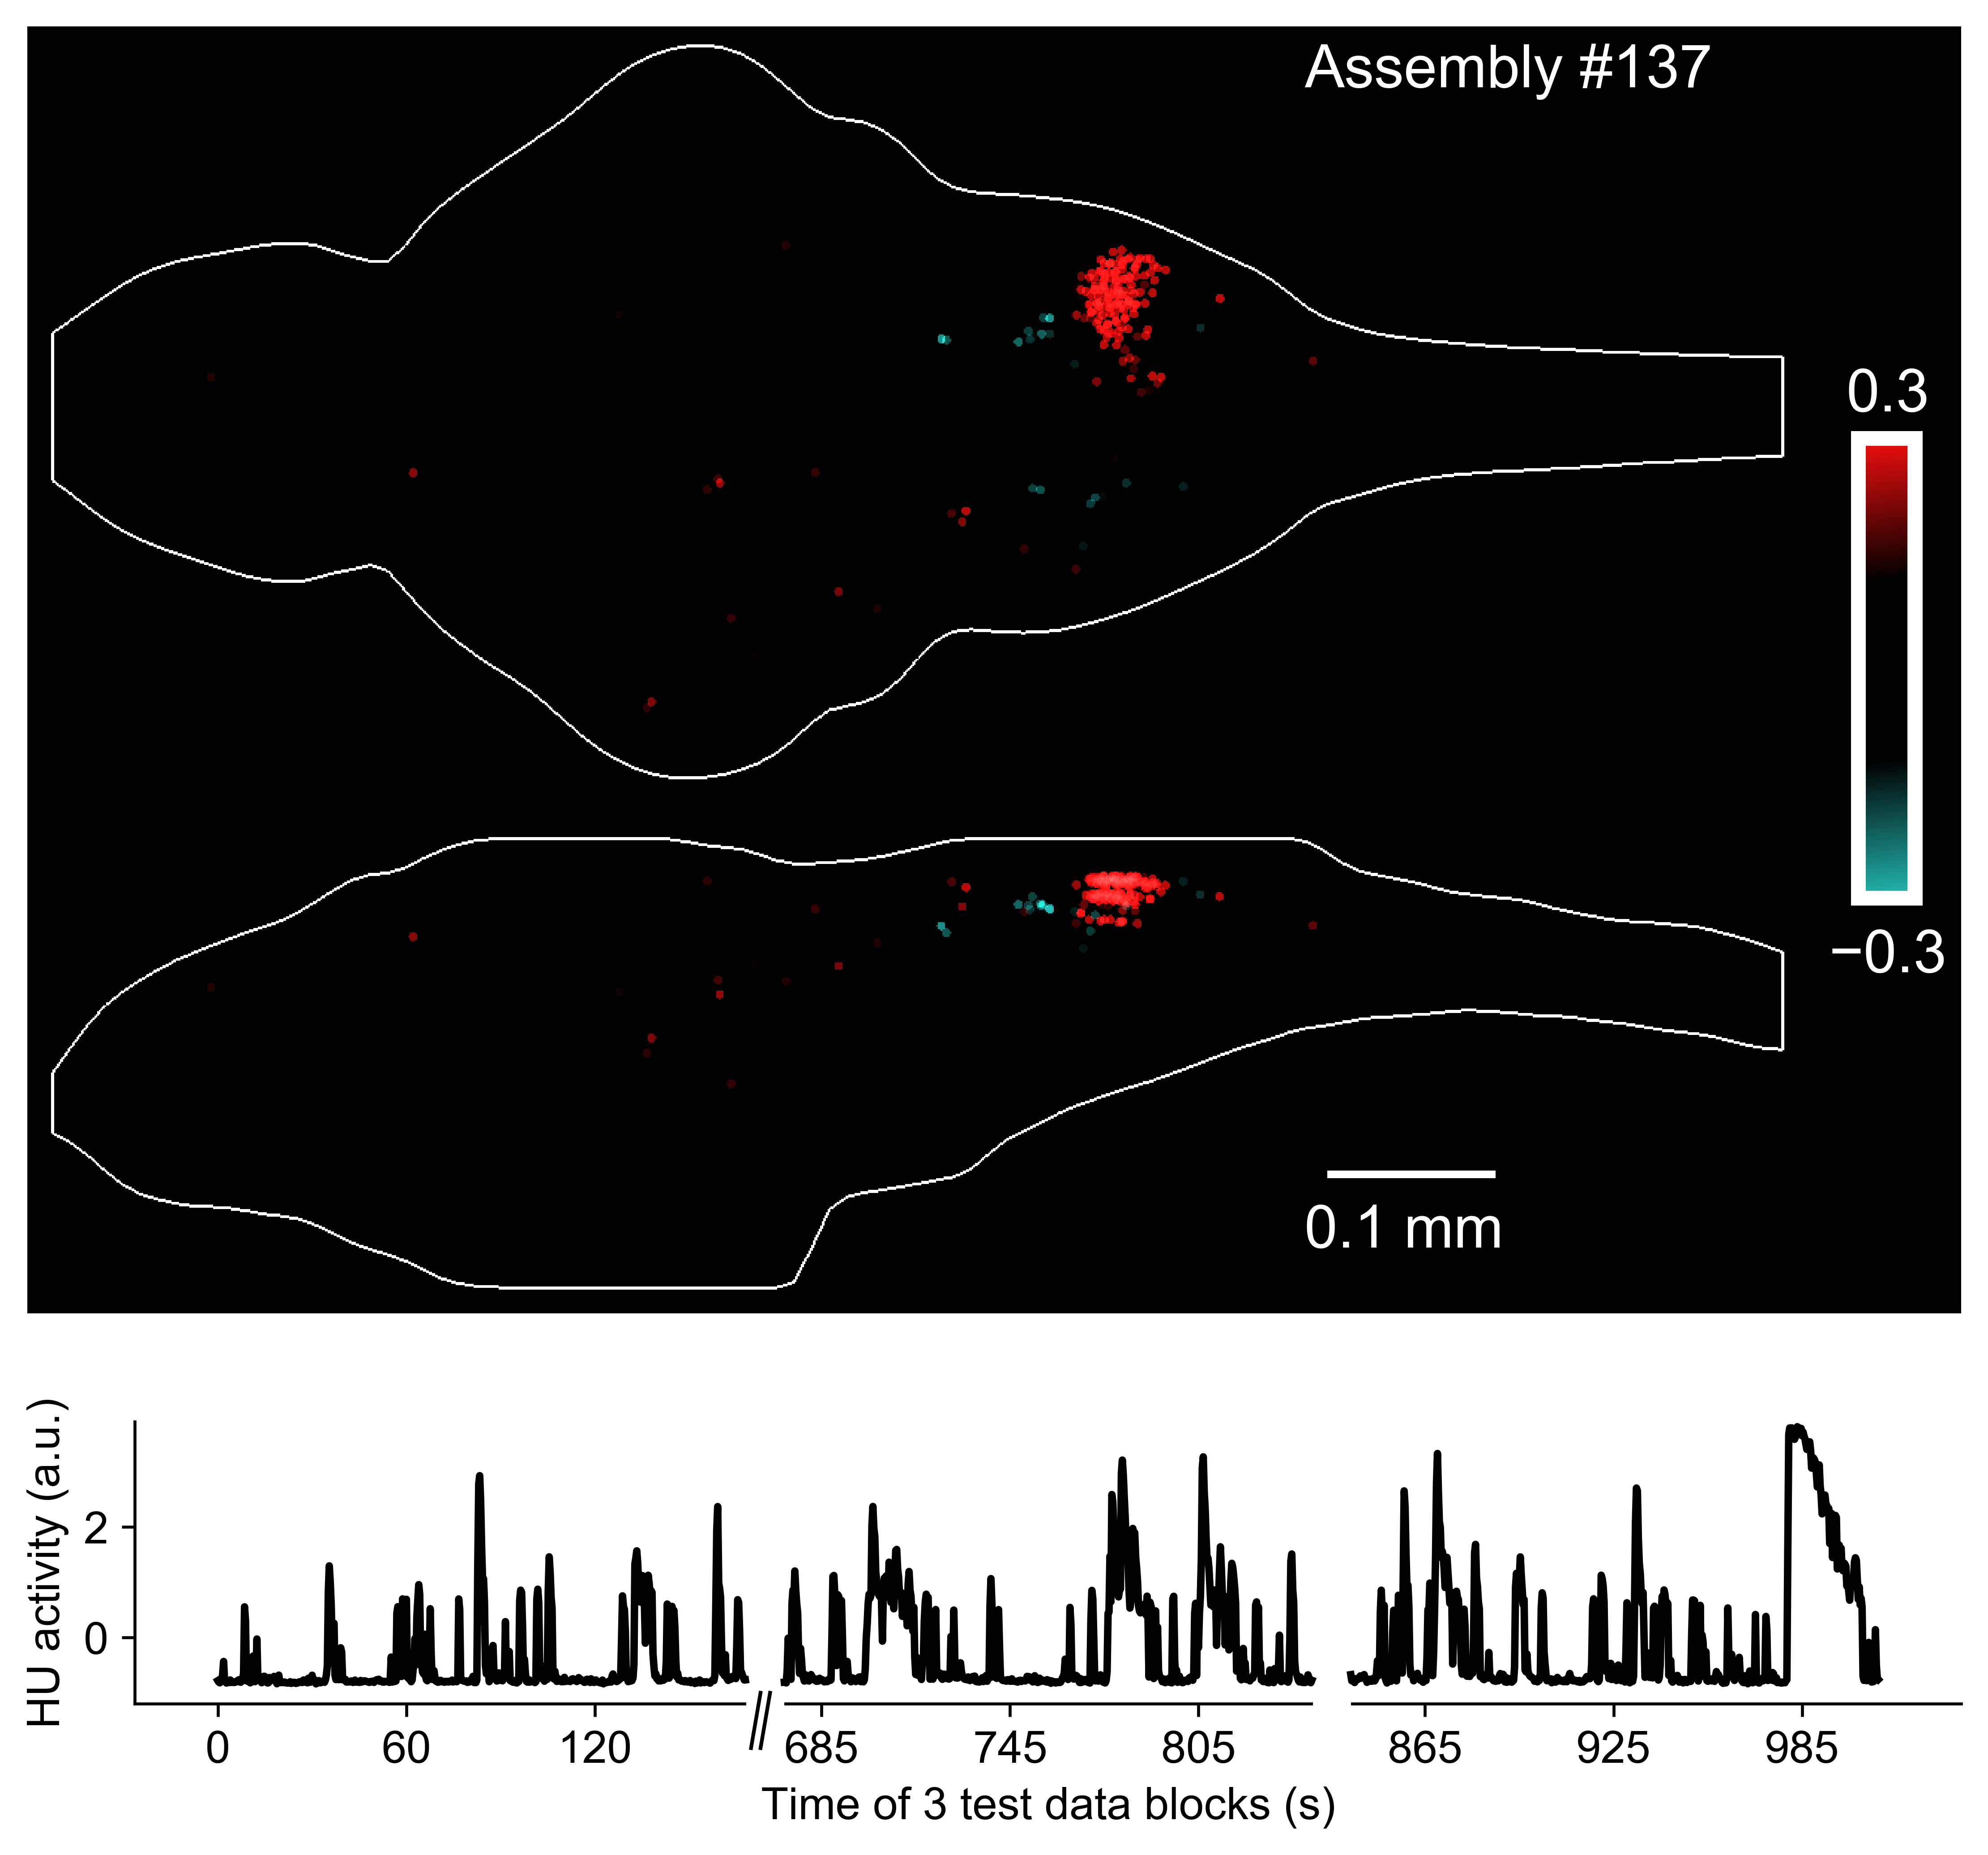 Assembly #137
0.3
−0.3
0.1 mm
HU activity (a.u.)
2
0
0 60 120 685 745 805 865 925 985
Time of 3 test data blocks (s)